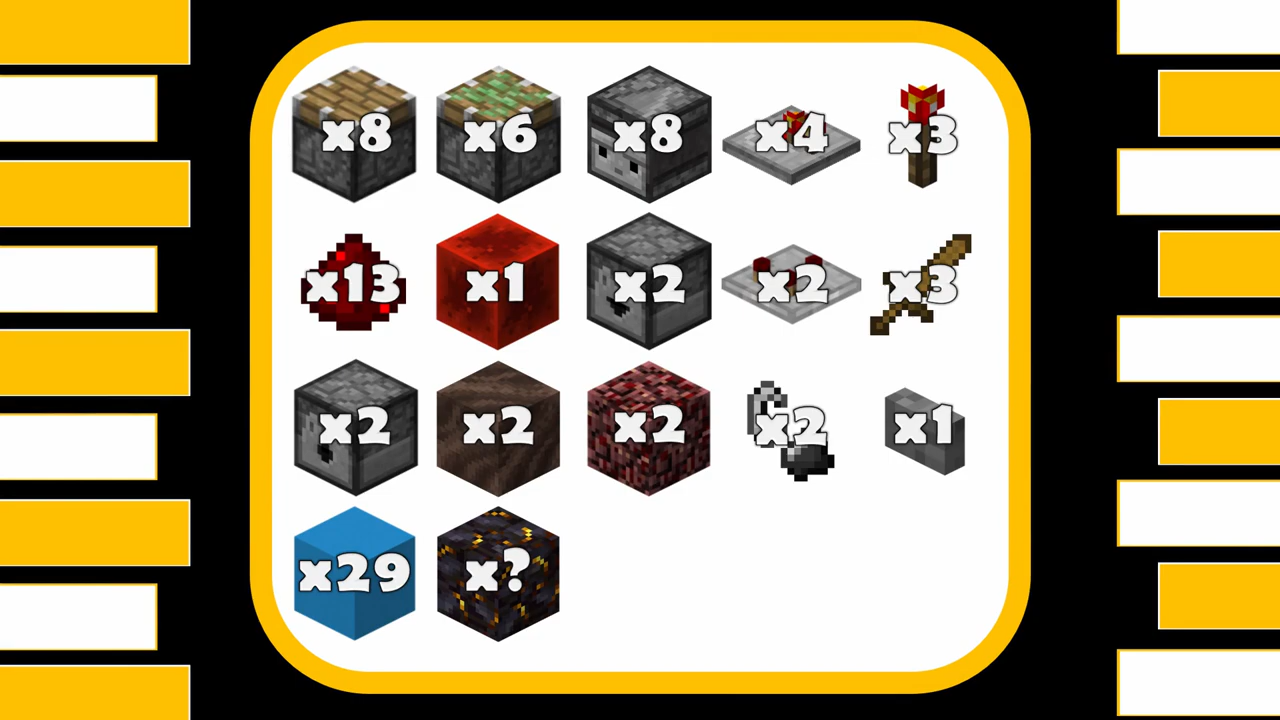 x8 x6 x8 x4 x3
x13 x1 x2 x2 x3
x2 x2 x2 x2 x1
x29 x?